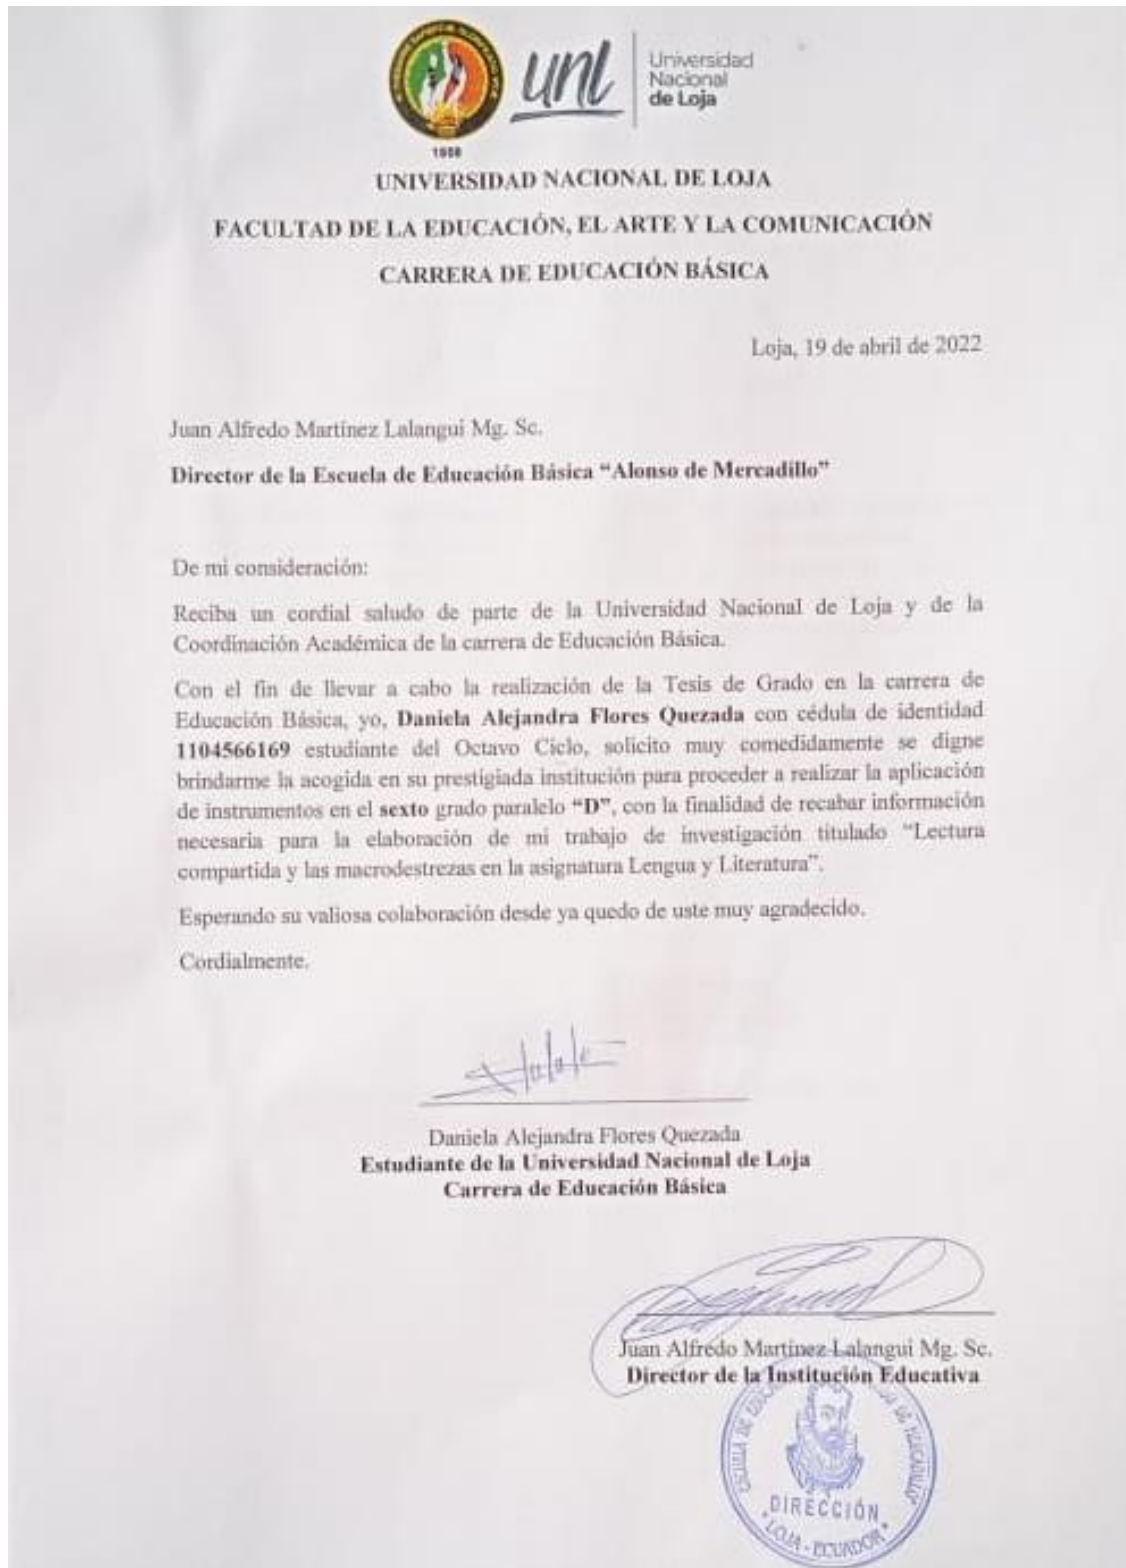 unl
Universidad
Nacional
de Loja
1859
UNIVERSIDAD NACIONAL DE LOJA
FACULTAD DE LA EDUCACIÓN, EL ARTE Y LA COMUNICACIÓN
CARRERA DE EDUCACIÓN BÁSICA
Loja, 19 de abril de 2022
Juan Alfredo Martínez Lalangui Mg. Sc.
Director de la Escuela de Educación Básica “Alonso de Mercadillo”
De mi consideración:
Reciba un cordial saludo de parte de la Universidad Nacional de Loja y de la
Coordinación Académica de la carrera de Educación Básica.
Con el fin de llevar a cabo la realización de la Tesis de Grado en la carrera de
Educación Básica, yo, Daniela Alejandra Flores Quezada con cédula de identidad
1104566169 estudiante del Octavo Ciclo, solicito muy comedidamente se digne
brindarme la acogida en su prestigiada institución para proceder a realizar la aplicación
de instrumentos en el sexto grado paralelo “D”, con la finalidad de recabar información
necesaria para la elaboración de mi trabajo de investigación titulado “Lectura
compartida y las macrodestrezas en la asignatura Lengua y Literatura”.
Esperando su valiosa colaboración desde ya quedo de uste muy agradecido.
Cordialmente.
Daniela Alejandra Flores Quezada
Estudiante de la Universidad Nacional de Loja
Carrera de Educación Básica
Juan Alfredo Martínez Lalangui Mg. Sc.
Director de la Institución Educativa
ESCUELA DE DE MERCADILLO
DIRECCIÓN
LOJA - ECUADOR